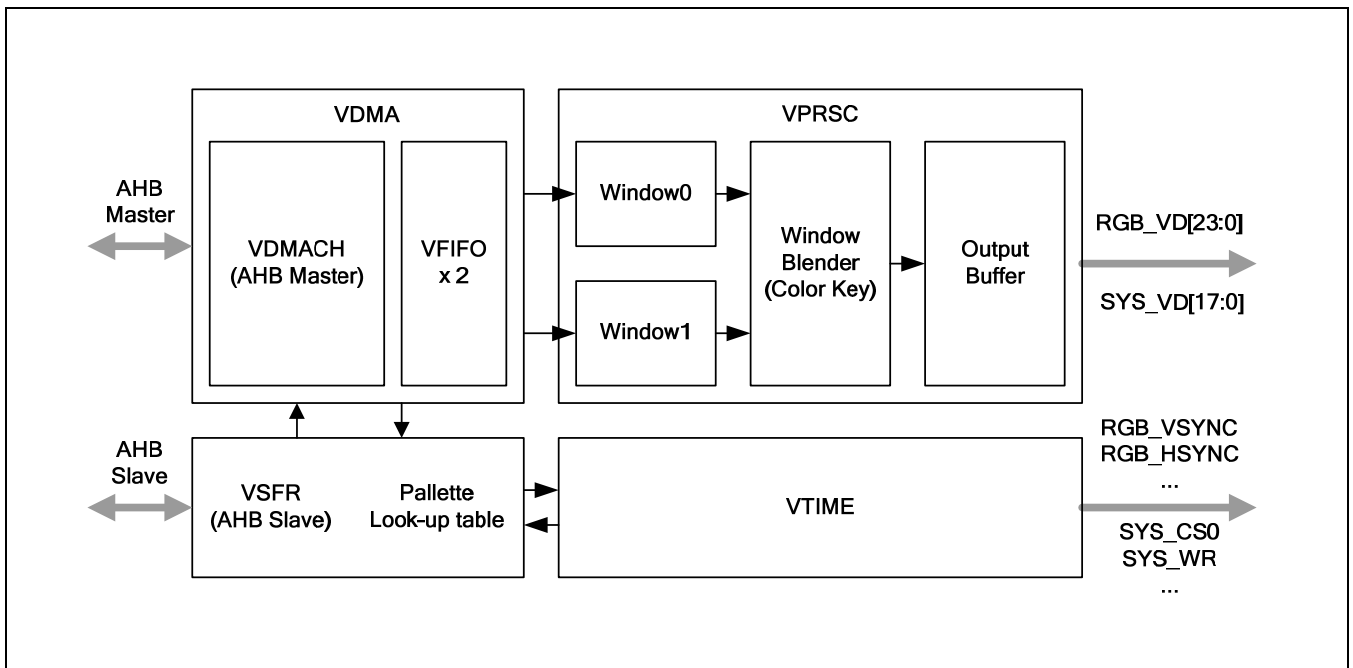 VDMA
VPRSC
AHB
Master
VDMACH
(AHB Master)
VFIFO
x 2
Window0
Window1
Window
Blender
(Color Key)
Output
Buffer
RGB_VD[23:0]
SYS_VD[17:0]
AHB
Slave
VSFR
(AHB Slave)
Pallette
Look-up table
VTIME
RGB_VSYNC
RGB_HSYNC
...
SYS_CS0
SYS_WR
...